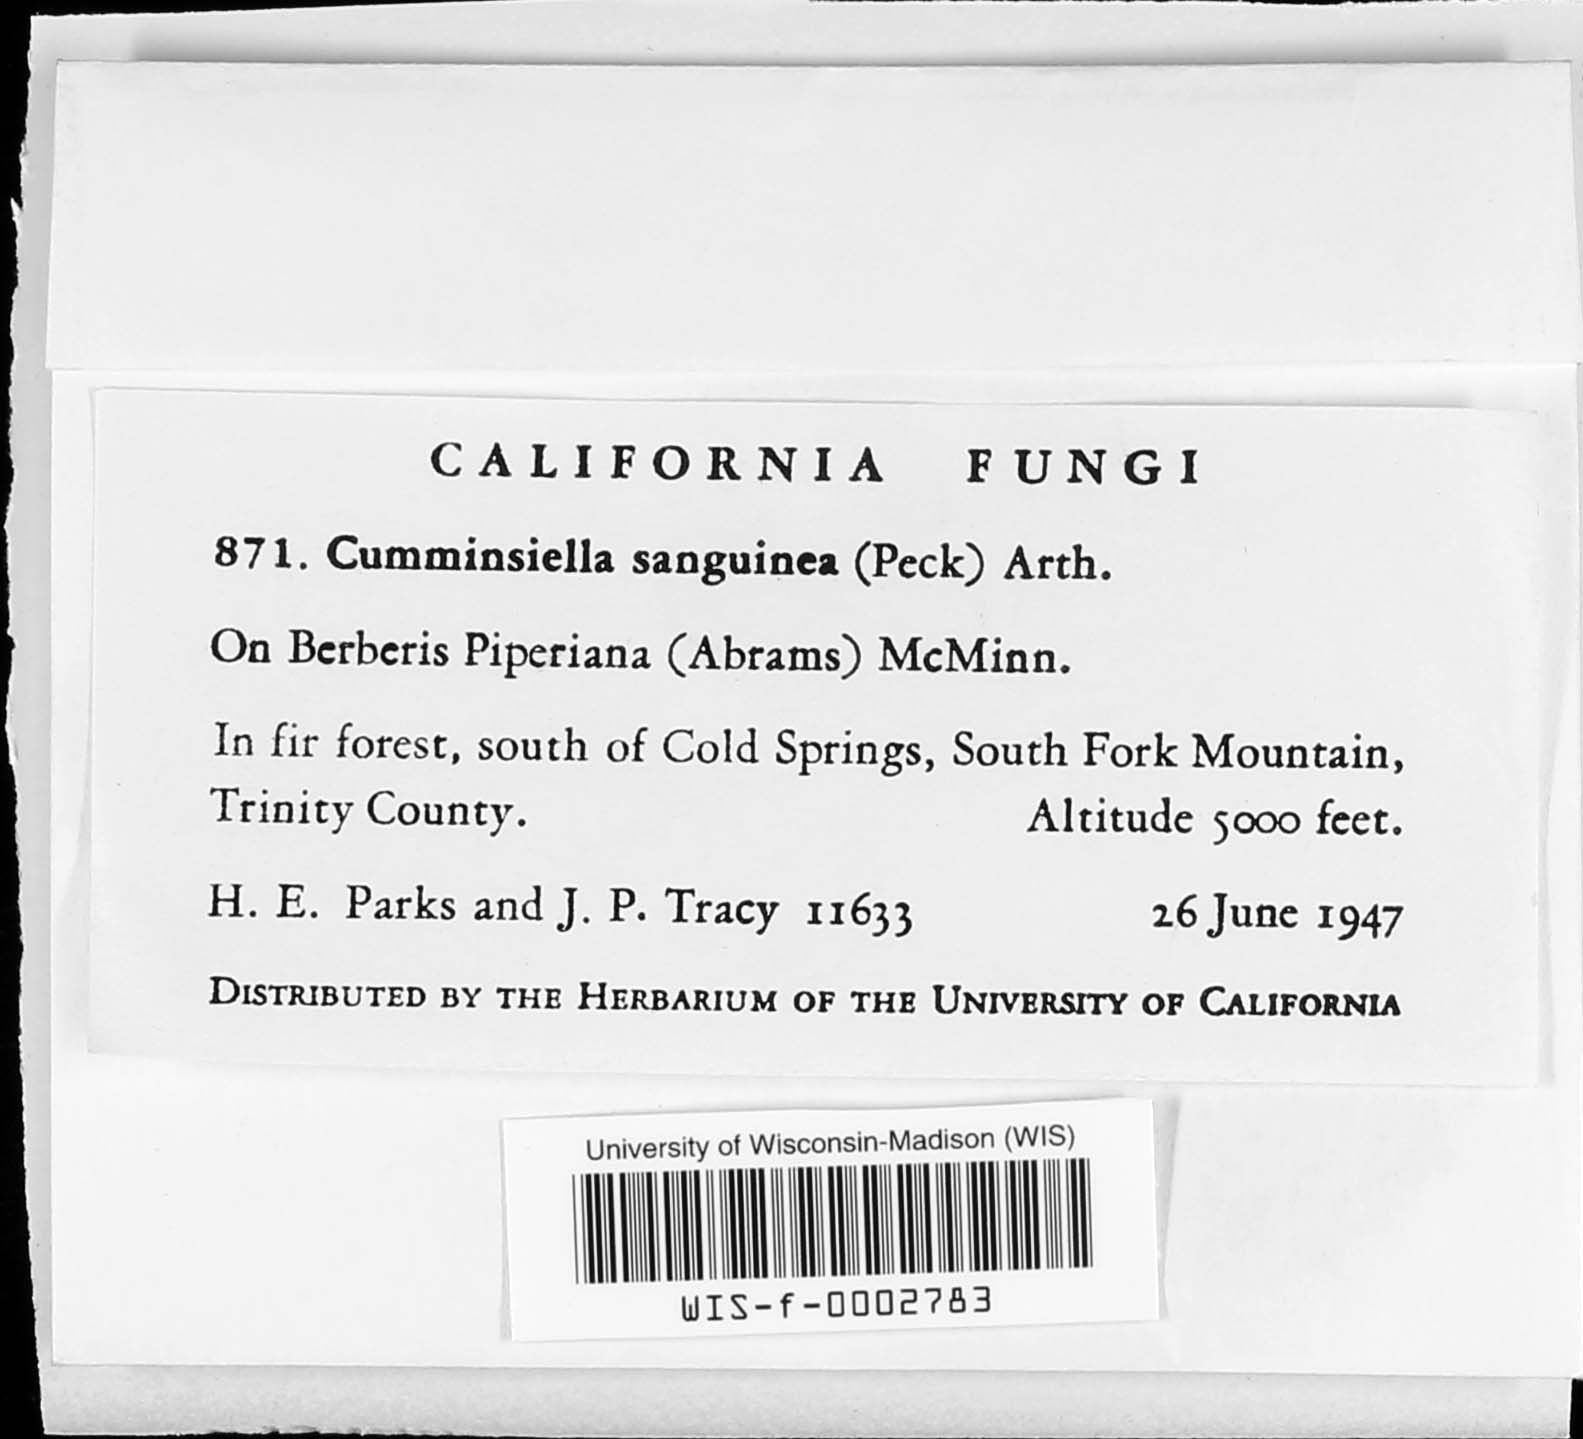 CALIFORNIA FUNGI
871. Cumminsiella sanguinea (Peck) Arth.
On Berberis Piperiana (Abrams) McMinn.
In fir forest, south of Cold Springs, South Fork Mountain,
Trinity County. Altitude 5000 feet.
H. E. Parks and J. P. Tracy 11633 26 June 1947
DISTRIBUTED BY THE HERBARIUM OF THE UNIVERSITY OF CALIFORNIA
University of Wisconsin-Madison (WIS)
WIS-f-0002783